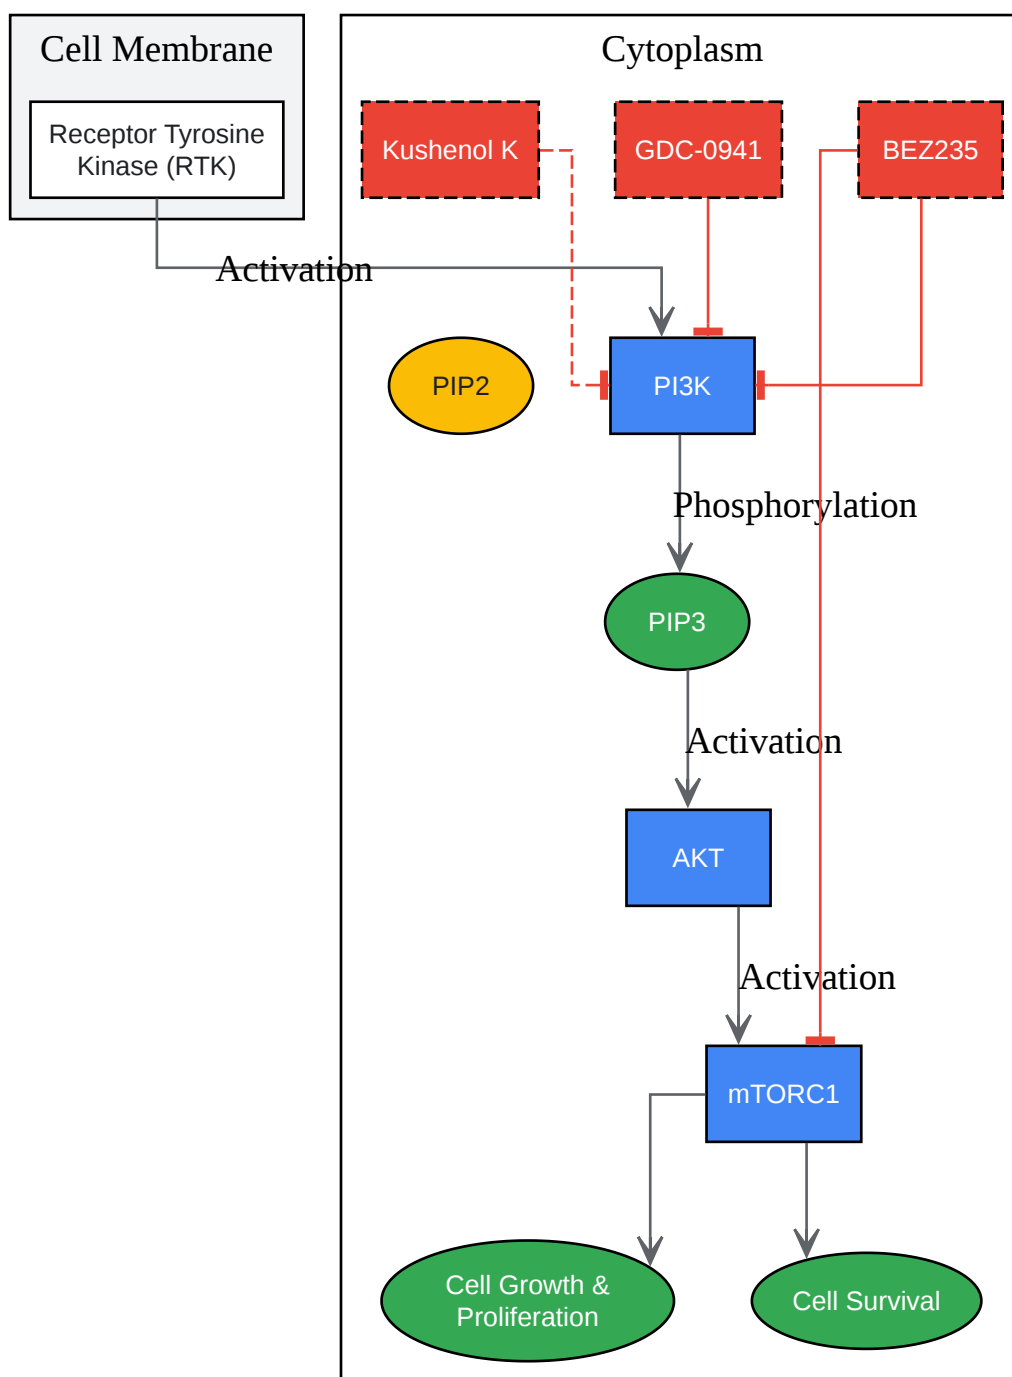 Cell Membrane
Cytoplasm
Receptor Tyrosine
Kinase (RTK)
Kushenol K
GDC-0941
BEZ235
Activation
PIP2
PI3K
Phosphorylation
PIP3
Activation
AKT
Activation
mTORC1
Cell Growth &
Proliferation
Cell Survival